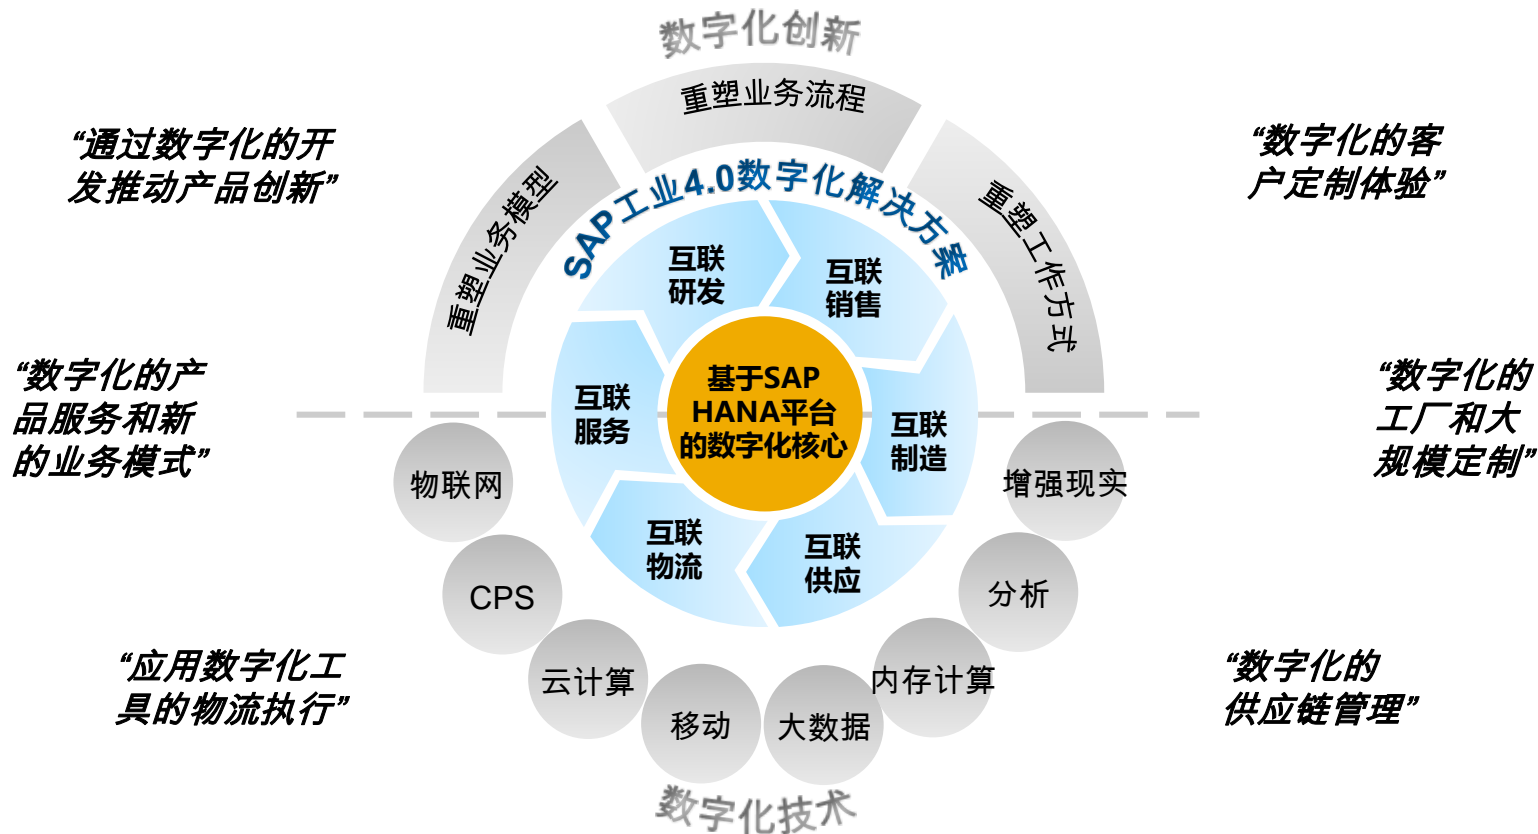 数字化创新
重塑业务流程
重塑业务模型
重塑工作方式
SAP工业4.0数字化解决方案
“通过数字化的开
发推动产品创新”
“数字化的客
户定制体验”
互联
研发
互联
销售
“数字化的产
品服务和新
的业务模式”
互联
服务
基于SAP
HANA平台
的数字化核心
互联
制造
“数字化的
工厂和大
规模定制”
互联
物流
互联
供应
物联网
增强现实
CPS
分析
云计算
内存计算
移动
大数据
“应用数字化工
具的物流执行”
“数字化的
供应链管理”
数字化技术